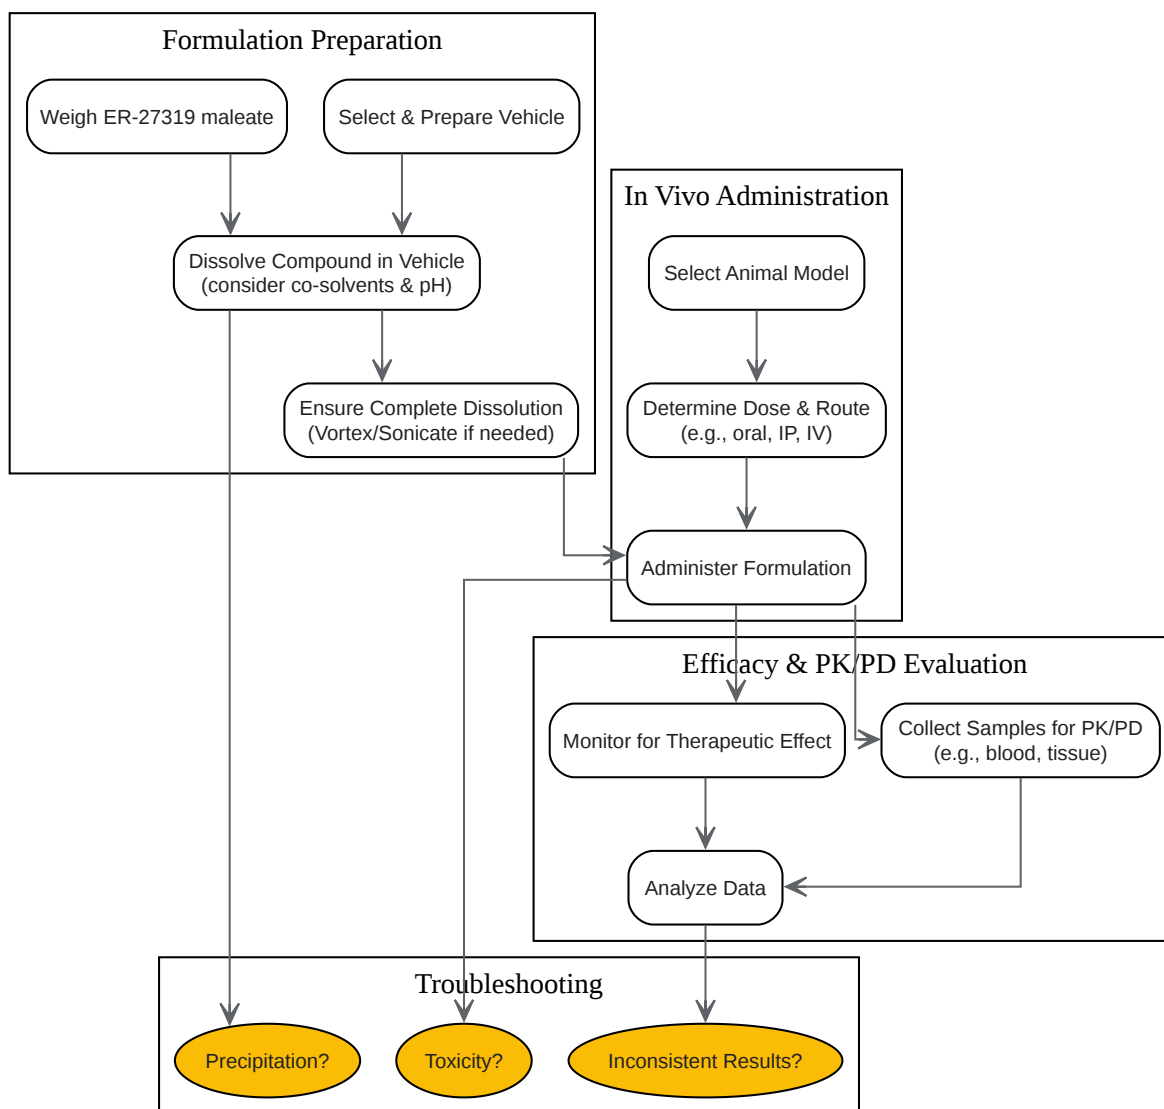 Formulation Preparation
Weigh ER-27319 maleate
Select & Prepare Vehicle
Dissolve Compound in Vehicle
(consider co-solvents & pH)
Ensure Complete Dissolution
(Vortex/Sonicate if needed)
In Vivo Administration
Select Animal Model
Determine Dose & Route
(e.g., oral, IP, IV)
Administer Formulation
Efficacy & PK/PD Evaluation
Monitor for Therapeutic Effect
Collect Samples for PK/PD
(e.g., blood, tissue)
Analyze Data
Troubleshooting
Precipitation?
Toxicity?
Inconsistent Results?